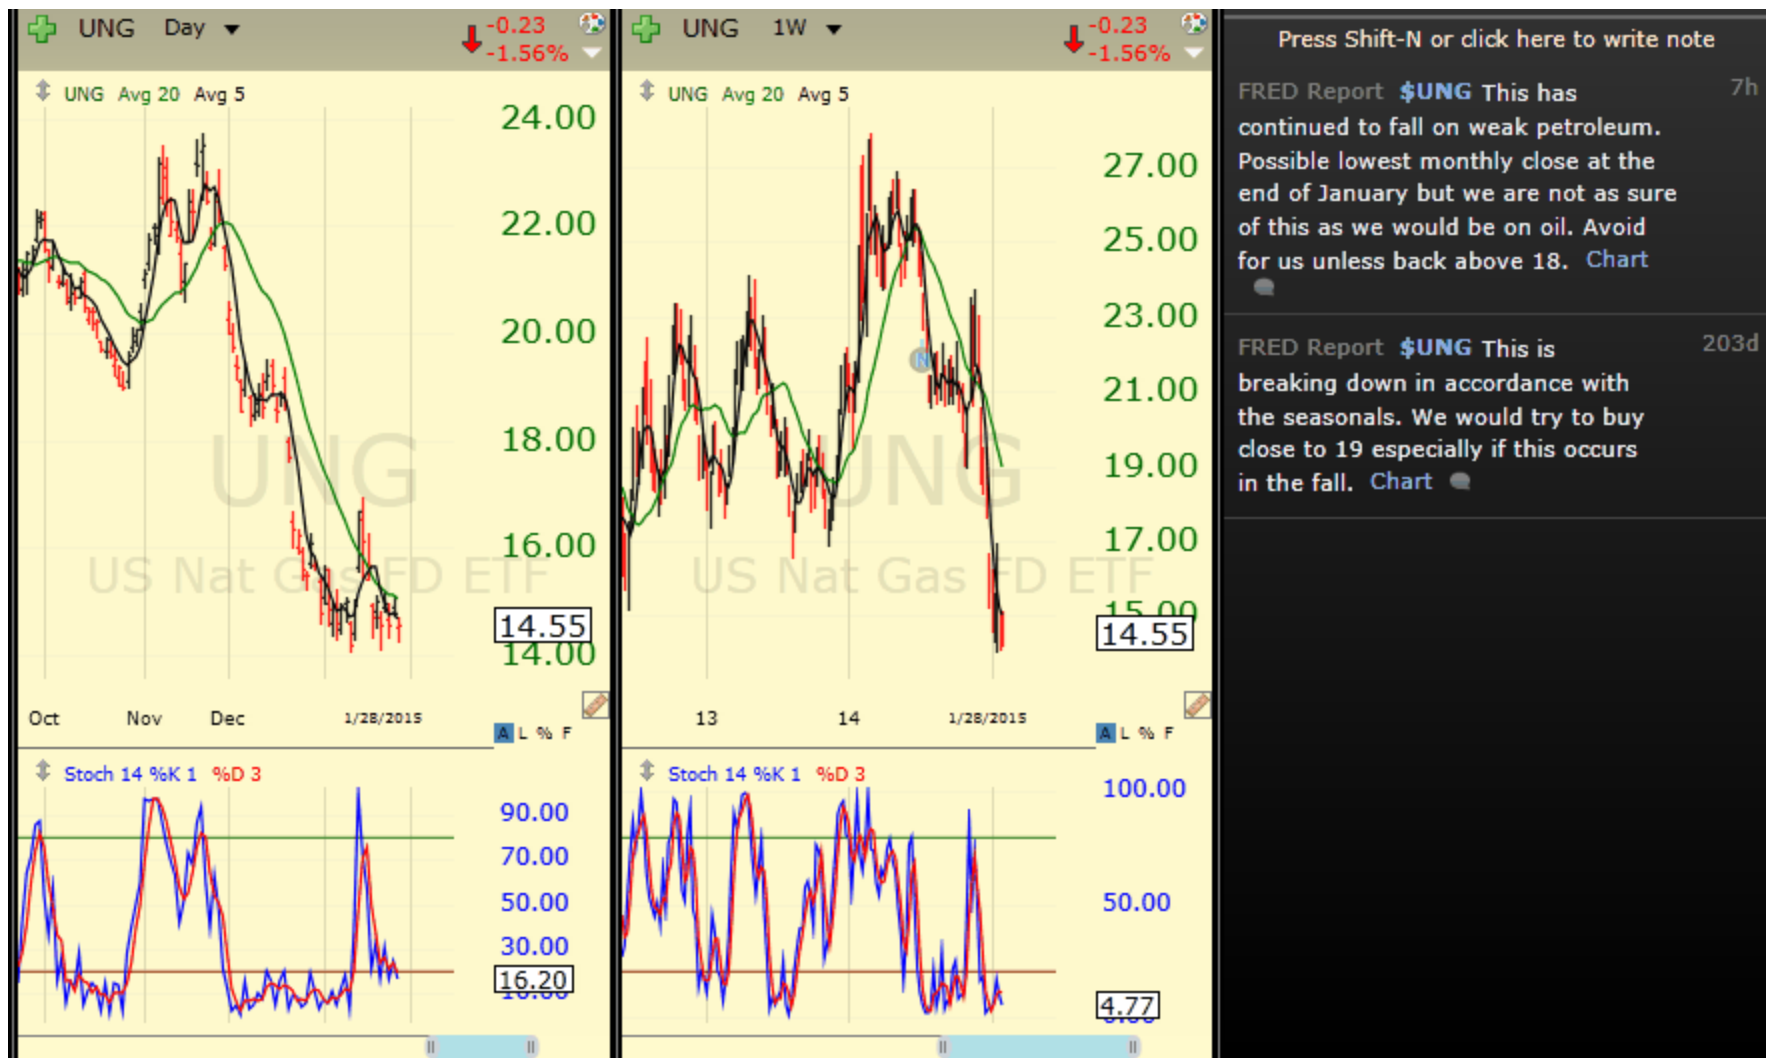 UNG Day
-0.23
-1.56%
UNG Avg 20 Avg 5
24.00
22.00
20.00
18.00
16.00
14.55
14.00
UNG
US Nat Gas FD ETF
Oct Nov Dec 1/28/2015
A L % F
Stoch 14 %K 1 %D 3
90.00
70.00
50.00
30.00
16.20
UNG 1W
-0.23
-1.56%
UNG Avg 20 Avg 5
27.00
25.00
23.00
21.00
19.00
17.00
15.00
14.55
N
UNG
US Nat Gas FD ETF
13 14 1/28/2015
A L % F
Stoch 14 %K 1 %D 3
100.00
50.00
4.77
Press Shift-N or click here to write note
FRED Report $UNG This has 7h
continued to fall on weak petroleum.
Possible lowest monthly close at the
end of January but we are not as sure
of this as we would be on oil. Avoid
for us unless back above 18. Chart
FRED Report $UNG This is 203d
breaking down in accordance with
the seasonals. We would try to buy
close to 19 especially if this occurs
in the fall. Chart